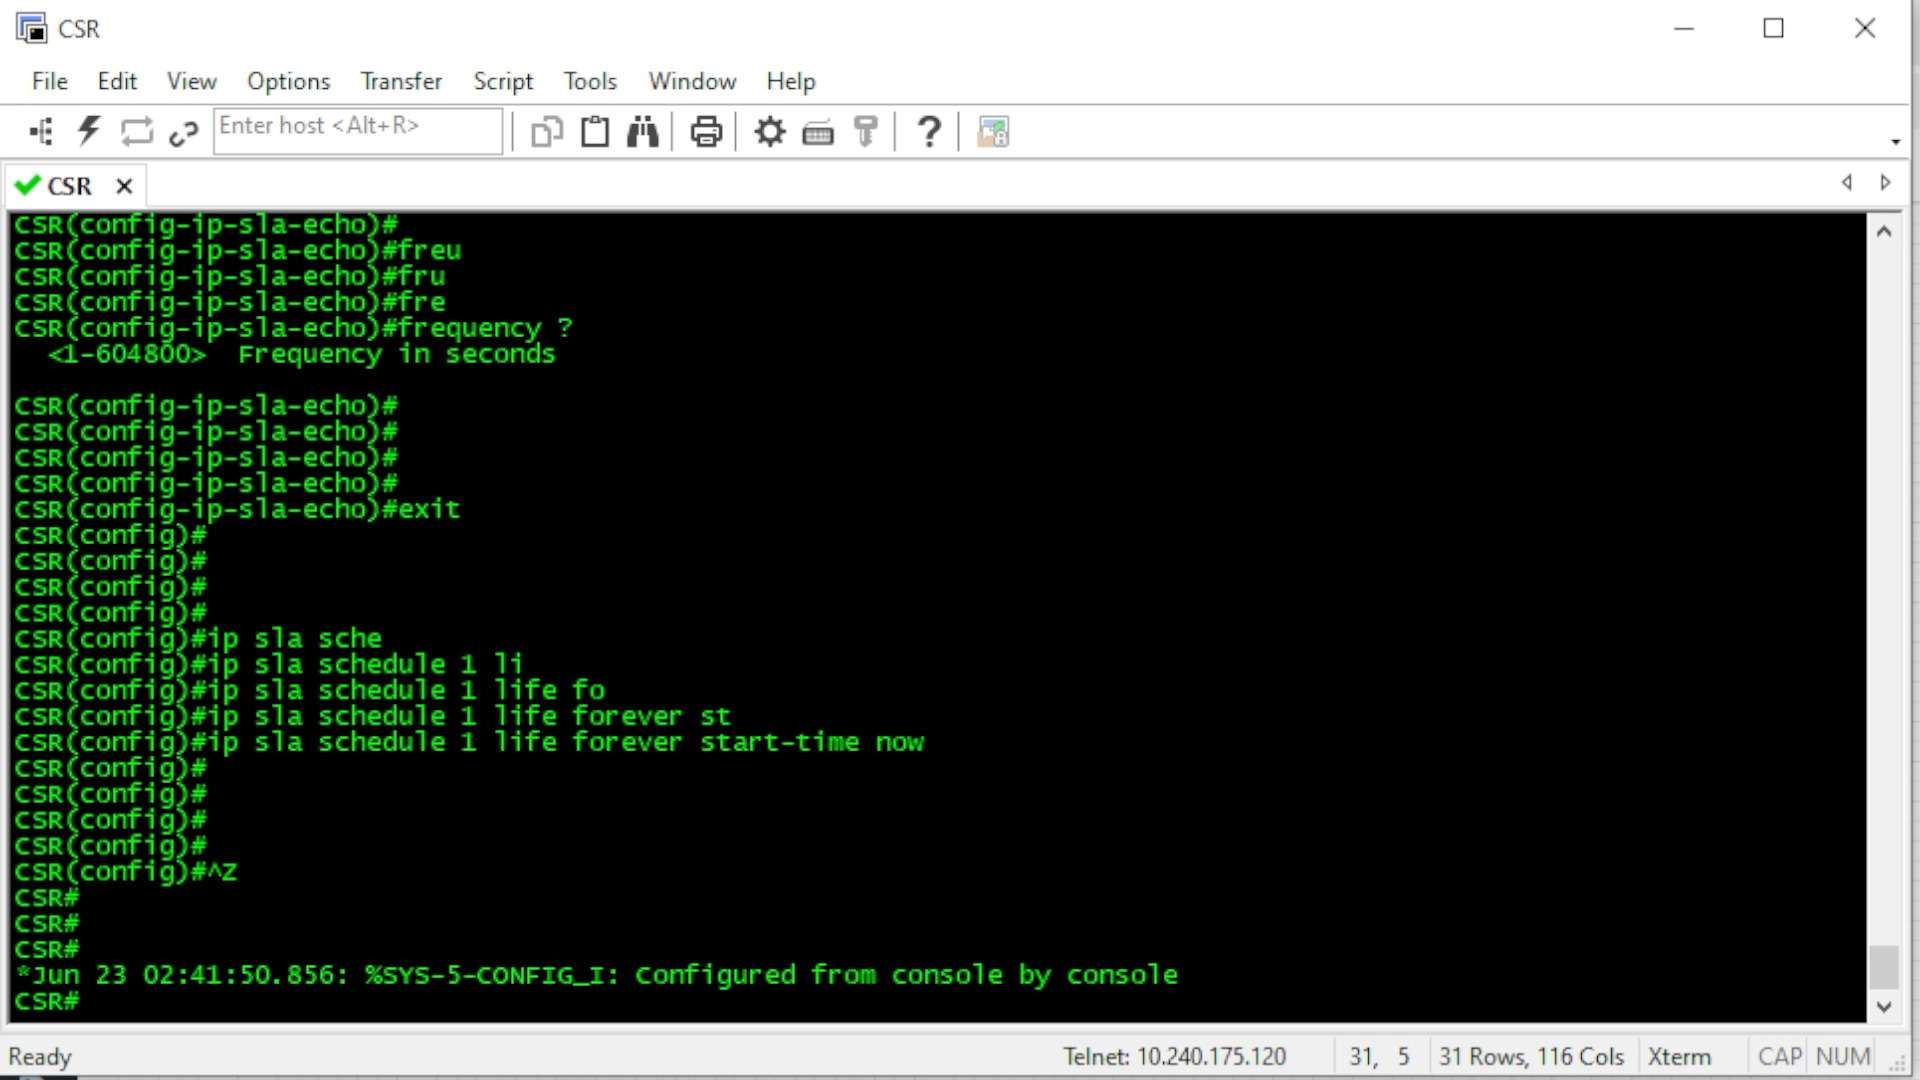 CSR
File Edit View Options Transfer Script Tools Window Help
Enter host <Alt+R>
CSR
CSR(config-ip-sla-echo)#
CSR(config-ip-sla-echo)#freu
CSR(config-ip-sla-echo)#fru
CSR(config-ip-sla-echo)#fre
CSR(config-ip-sla-echo)#frequency ?
<1-604800> Frequency in seconds
CSR(config-ip-sla-echo)#
CSR(config-ip-sla-echo)#
CSR(config-ip-sla-echo)#
CSR(config-ip-sla-echo)#
CSR(config-ip-sla-echo)#exit
CSR(config)#
CSR(config)#
CSR(config)#
CSR(config)#
CSR(config)#ip sla sche
CSR(config)#ip sla schedule 1 li
CSR(config)#ip sla schedule 1 life fo
CSR(config)#ip sla schedule 1 life forever st
CSR(config)#ip sla schedule 1 life forever start-time now
CSR(config)#
CSR(config)#
CSR(config)#
CSR(config)#
CSR(config)#^Z
CSR#
CSR#
CSR#
*Jun 23 02:41:50.856: %SYS-5-CONFIG_I: Configured from console by console
CSR#
Ready Telnet: 10.240.175.120 31, 5 31 Rows, 116 Cols Xterm CAP NUM